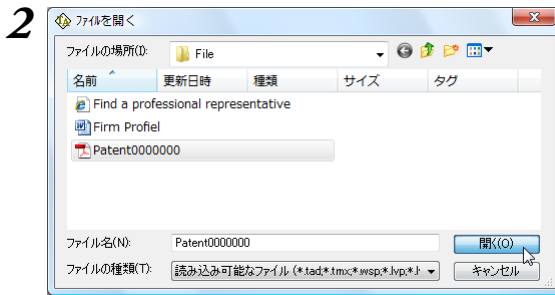 2
ファイルを開く
ファイルの場所(I):
File
名前 更新日時 種類 サイズ タグ
Find a professional representative
Firm Profiel
Patent0000000
ファイル名(N):
Patent0000000
開く(O)
ファイルの種類(T):
読み込み可能なファイル (*.tad;*.tmx;*.wsp;*.lvp;*.
キャンセル